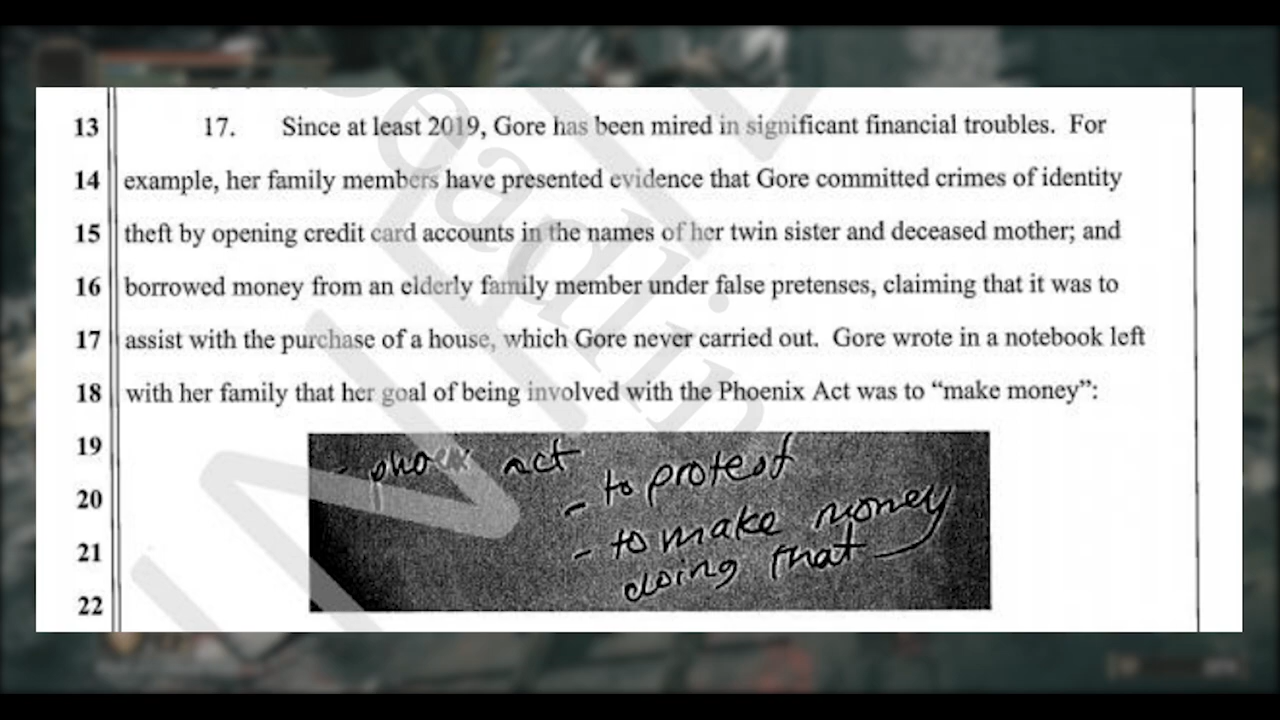 13 17. Since at least 2019, Gore has been mired in significant financial troubles. For
14 example, her family members have presented evidence that Gore committed crimes of identity
15 theft by opening credit card accounts in the names of her twin sister and deceased mother; and
16 borrowed money from an elderly family member under false pretenses, claiming that it was to
17 assist with the purchase of a house, which Gore never carried out. Gore wrote in a notebook left
18 with her family that her goal of being involved with the Phoenix Act was to “make money”:
19
- act
- to protest
20
- to make money
21
doing that
22